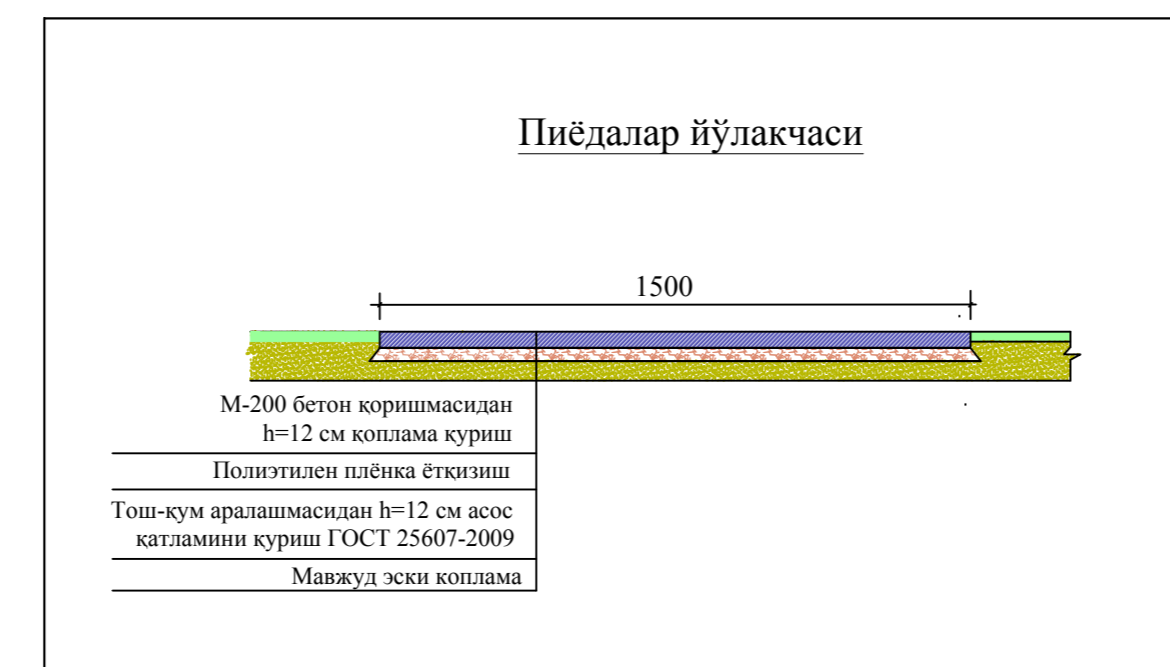 Пиёдалар йўлакчаси
1500
М-200 бетон қоришмасидан
h=12 см қоплама қуриш
Полиэтилен плёнка ётқизиш
Тош-қум аралашмасидан h=12 см асос
қатламини қуриш ГОСТ 25607-2009
Мавжуд эски коплама